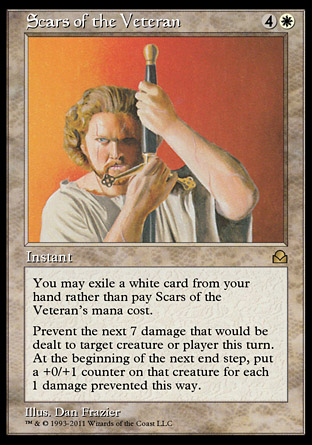 Scars of the Veteran 4
Instant
You may exile a white card from your
hand rather than pay Scars of the
Veteran's mana cost.
Prevent the next 7 damage that would be
dealt to target creature or player this turn.
At the beginning of the next end step, put
a +0/+1 counter on that creature for each
1 damage prevented this way.
Illus. Dan Frazier
™ & © 1993-2011 Wizards of the Coast LLC